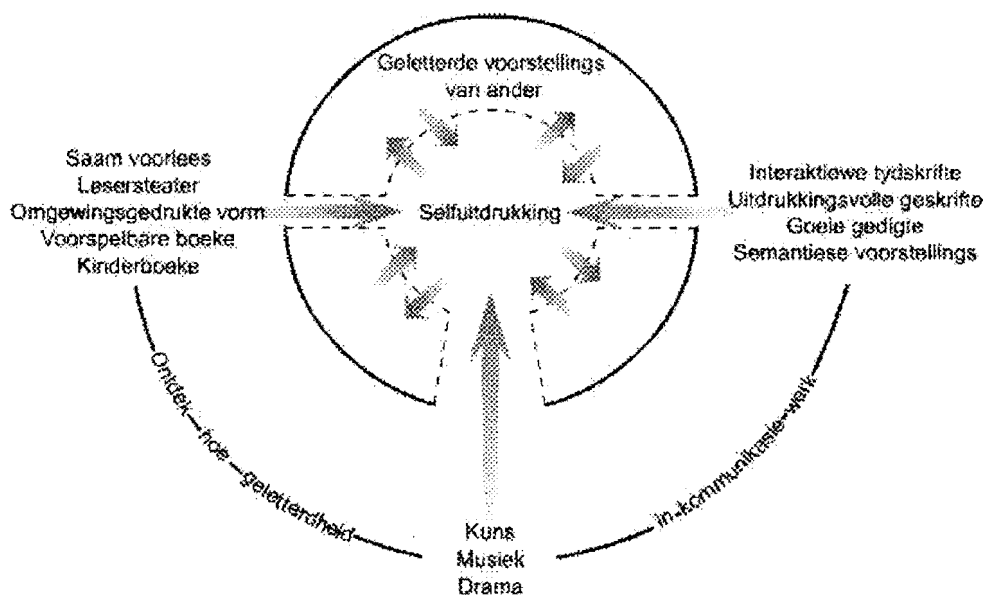 Geletterde voorstellings
van ander
Saam voorlees
Lesersteater
Omgewingsgedrukte vorm
Voorspelbare boeke
Kinderboeke
Selfuitdrukking
Interaktiewe tydskrifte
Uitdrukkingsvolle geskrifte
Goeie gedigte
Semantiese voorstellings
Ontdek hoe geletterdheid
in kommunikasie werk
Kuns
Musiek
Drama